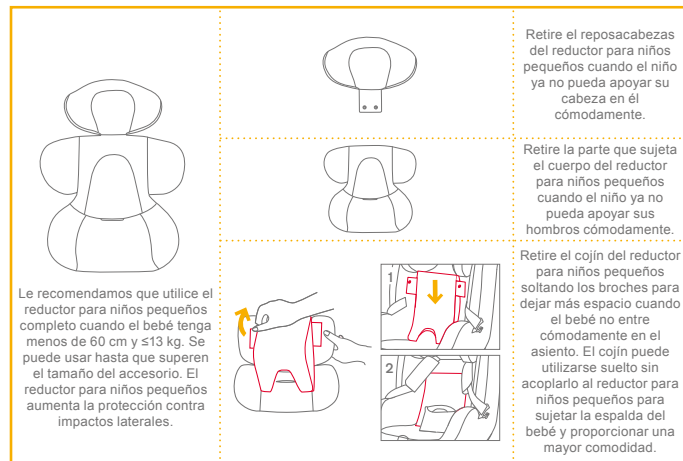 Le recomendamos que utilice el
reductor para niños pequeños
completo cuando el bebé tenga
menos de 60 cm y ≤13 kg. Se
puede usar hasta que superen
el tamaño del accesorio. El
reductor para niños pequeños
aumenta la protección contra
impactos laterales.
Retire el reposacabezas
del reductor para niños
pequeños cuando el niño
ya no pueda apoyar su
cabeza en él
cómodamente.
Retire la parte que sujeta
el cuerpo del reductor
para niños pequeños
cuando el niño ya no
pueda apoyar sus
hombros cómodamente.
1
2
Retire el cojín del reductor
para niños pequeños
soltando los broches para
dejar más espacio cuando
el bebé no entre
cómodamente en el
asiento. El cojín puede
utilizarse suelto sin
acoplarlo al reductor para
niños pequeños para
sujetar la espalda del
bebé y proporcionar una
mayor comodidad.